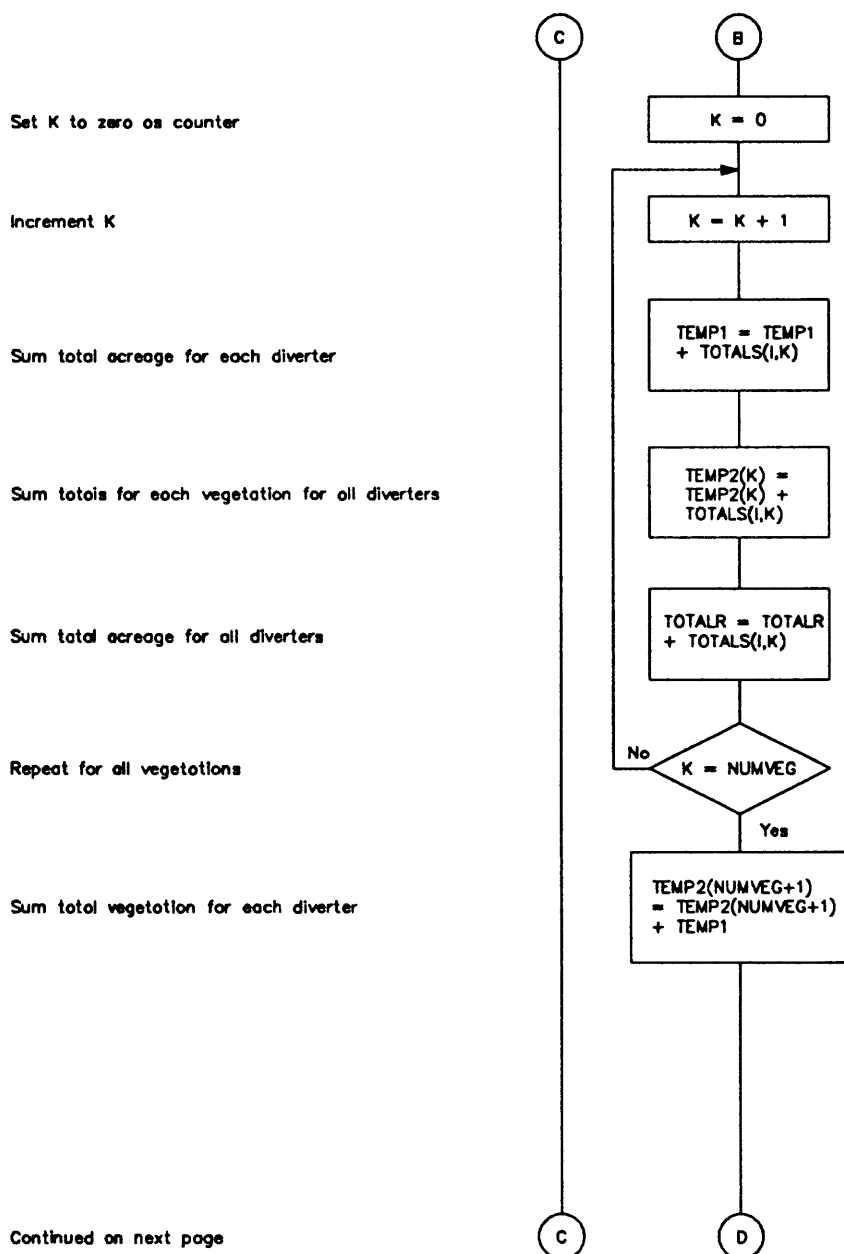 C
B
Set K to zero os counter
K = 0
Increment K
K = K + 1
Sum total acreage for each diverter
TEMP1 = TEMP1
+ TOTALS(I,K)
Sum totois for each vegetation for oll diverters
TEMP2(K) =
TEMP2(K) +
TOTALS(I,K)
Sum total acreage for all diverters
TOTALR = TOTALR
+ TOTALS(I,K)
Repeat for all vegetotions
No
K = NUMVEG
Yes
Sum totol vegetotion for each diverter
TEMP2(NUMVEG+1)
= TEMP2(NUMVEG+1)
+ TEMP1
Continued on next page
C
D